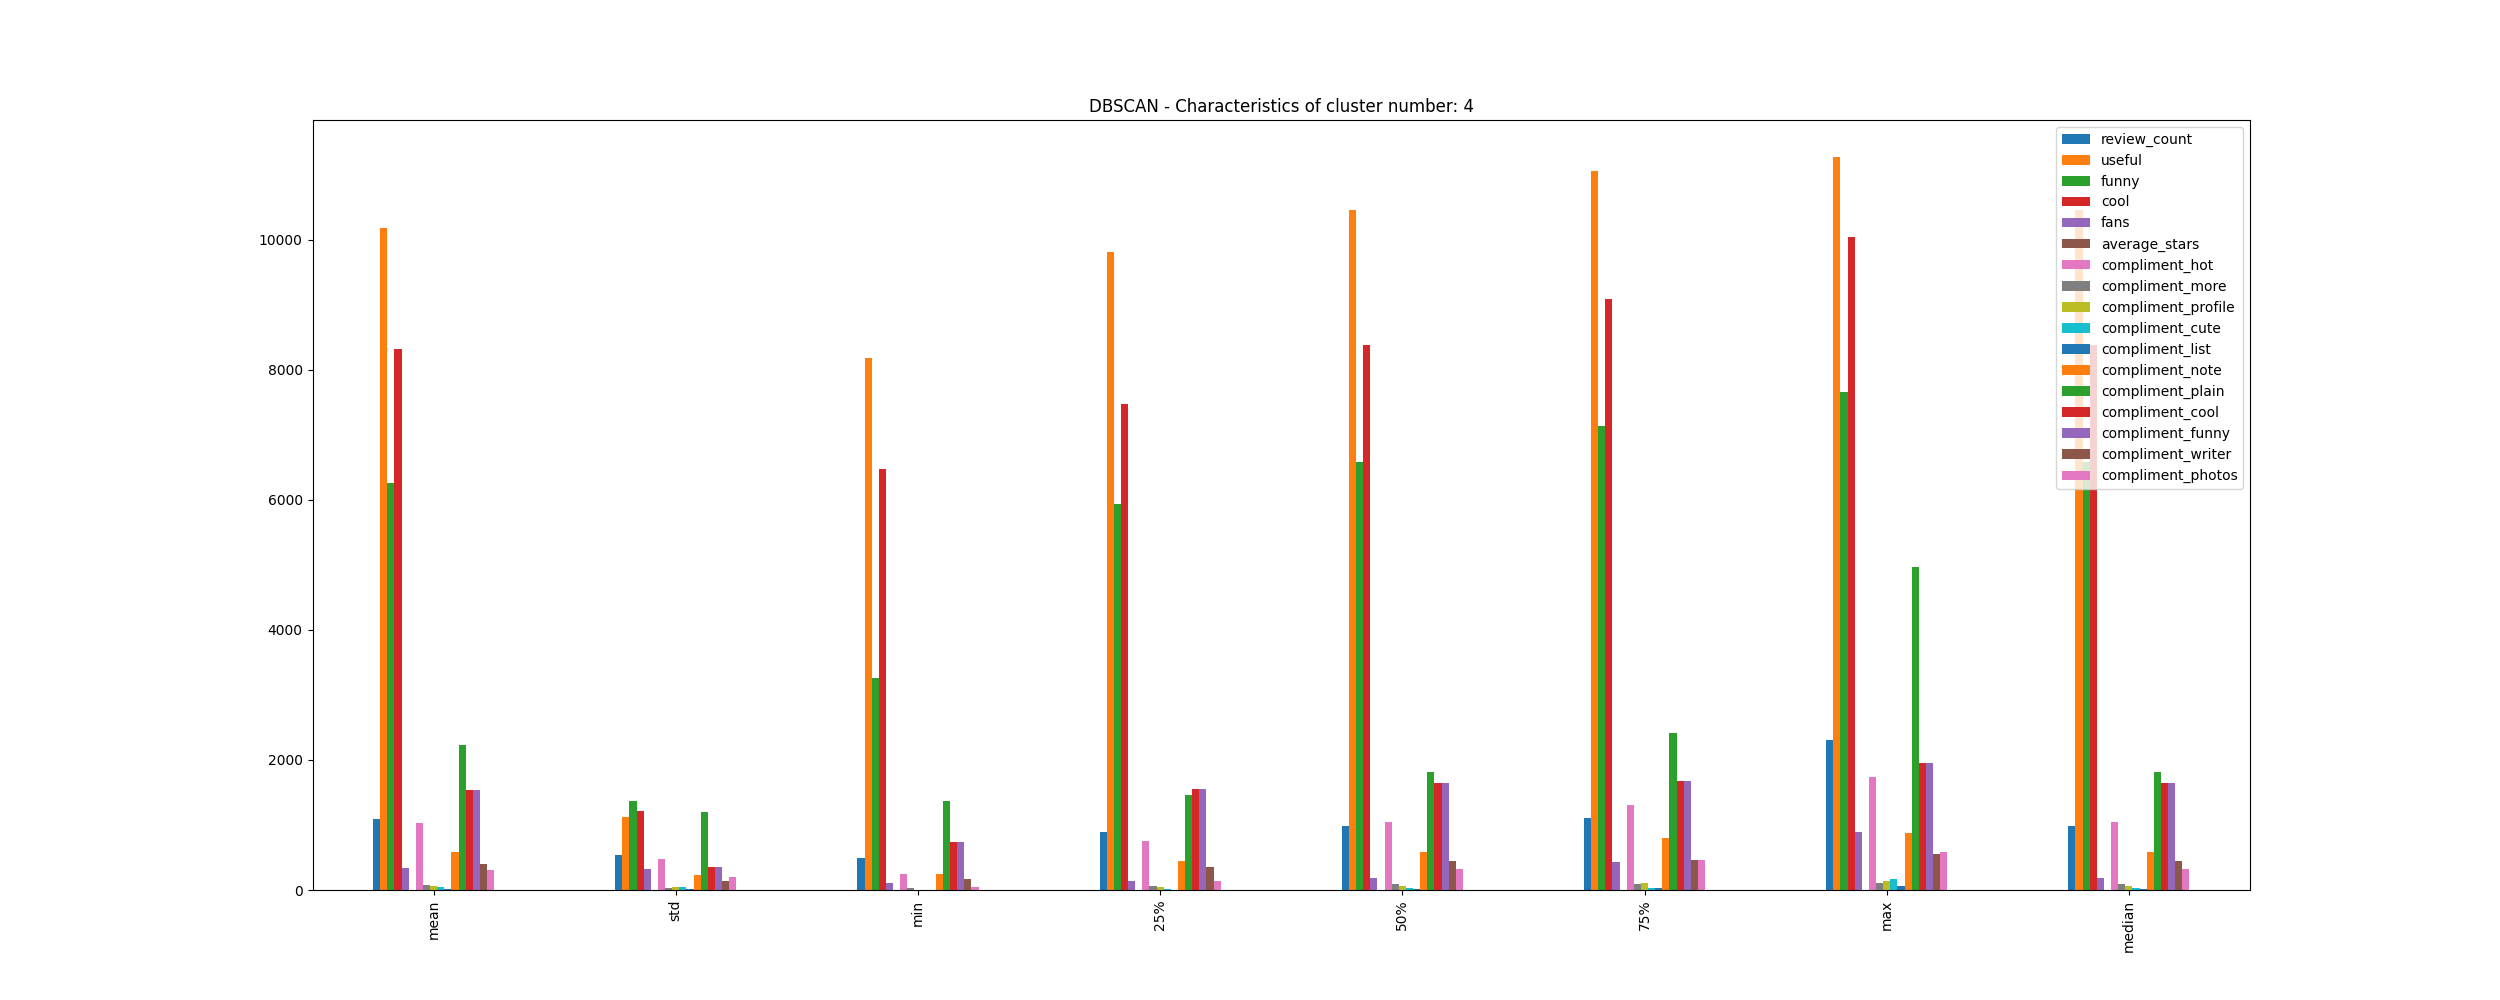 DBSCAN - Characteristics of cluster number: 4
review_count
useful
funny
cool
fans
average_stars
compliment_hot
compliment_more
compliment_profile
compliment_cute
compliment_list
compliment_note
compliment_plain
compliment_cool
compliment_funny
compliment_writer
compliment_photos
10000
8000
6000
4000
2000
0
mean
std
min
25%
50%
75%
max
median